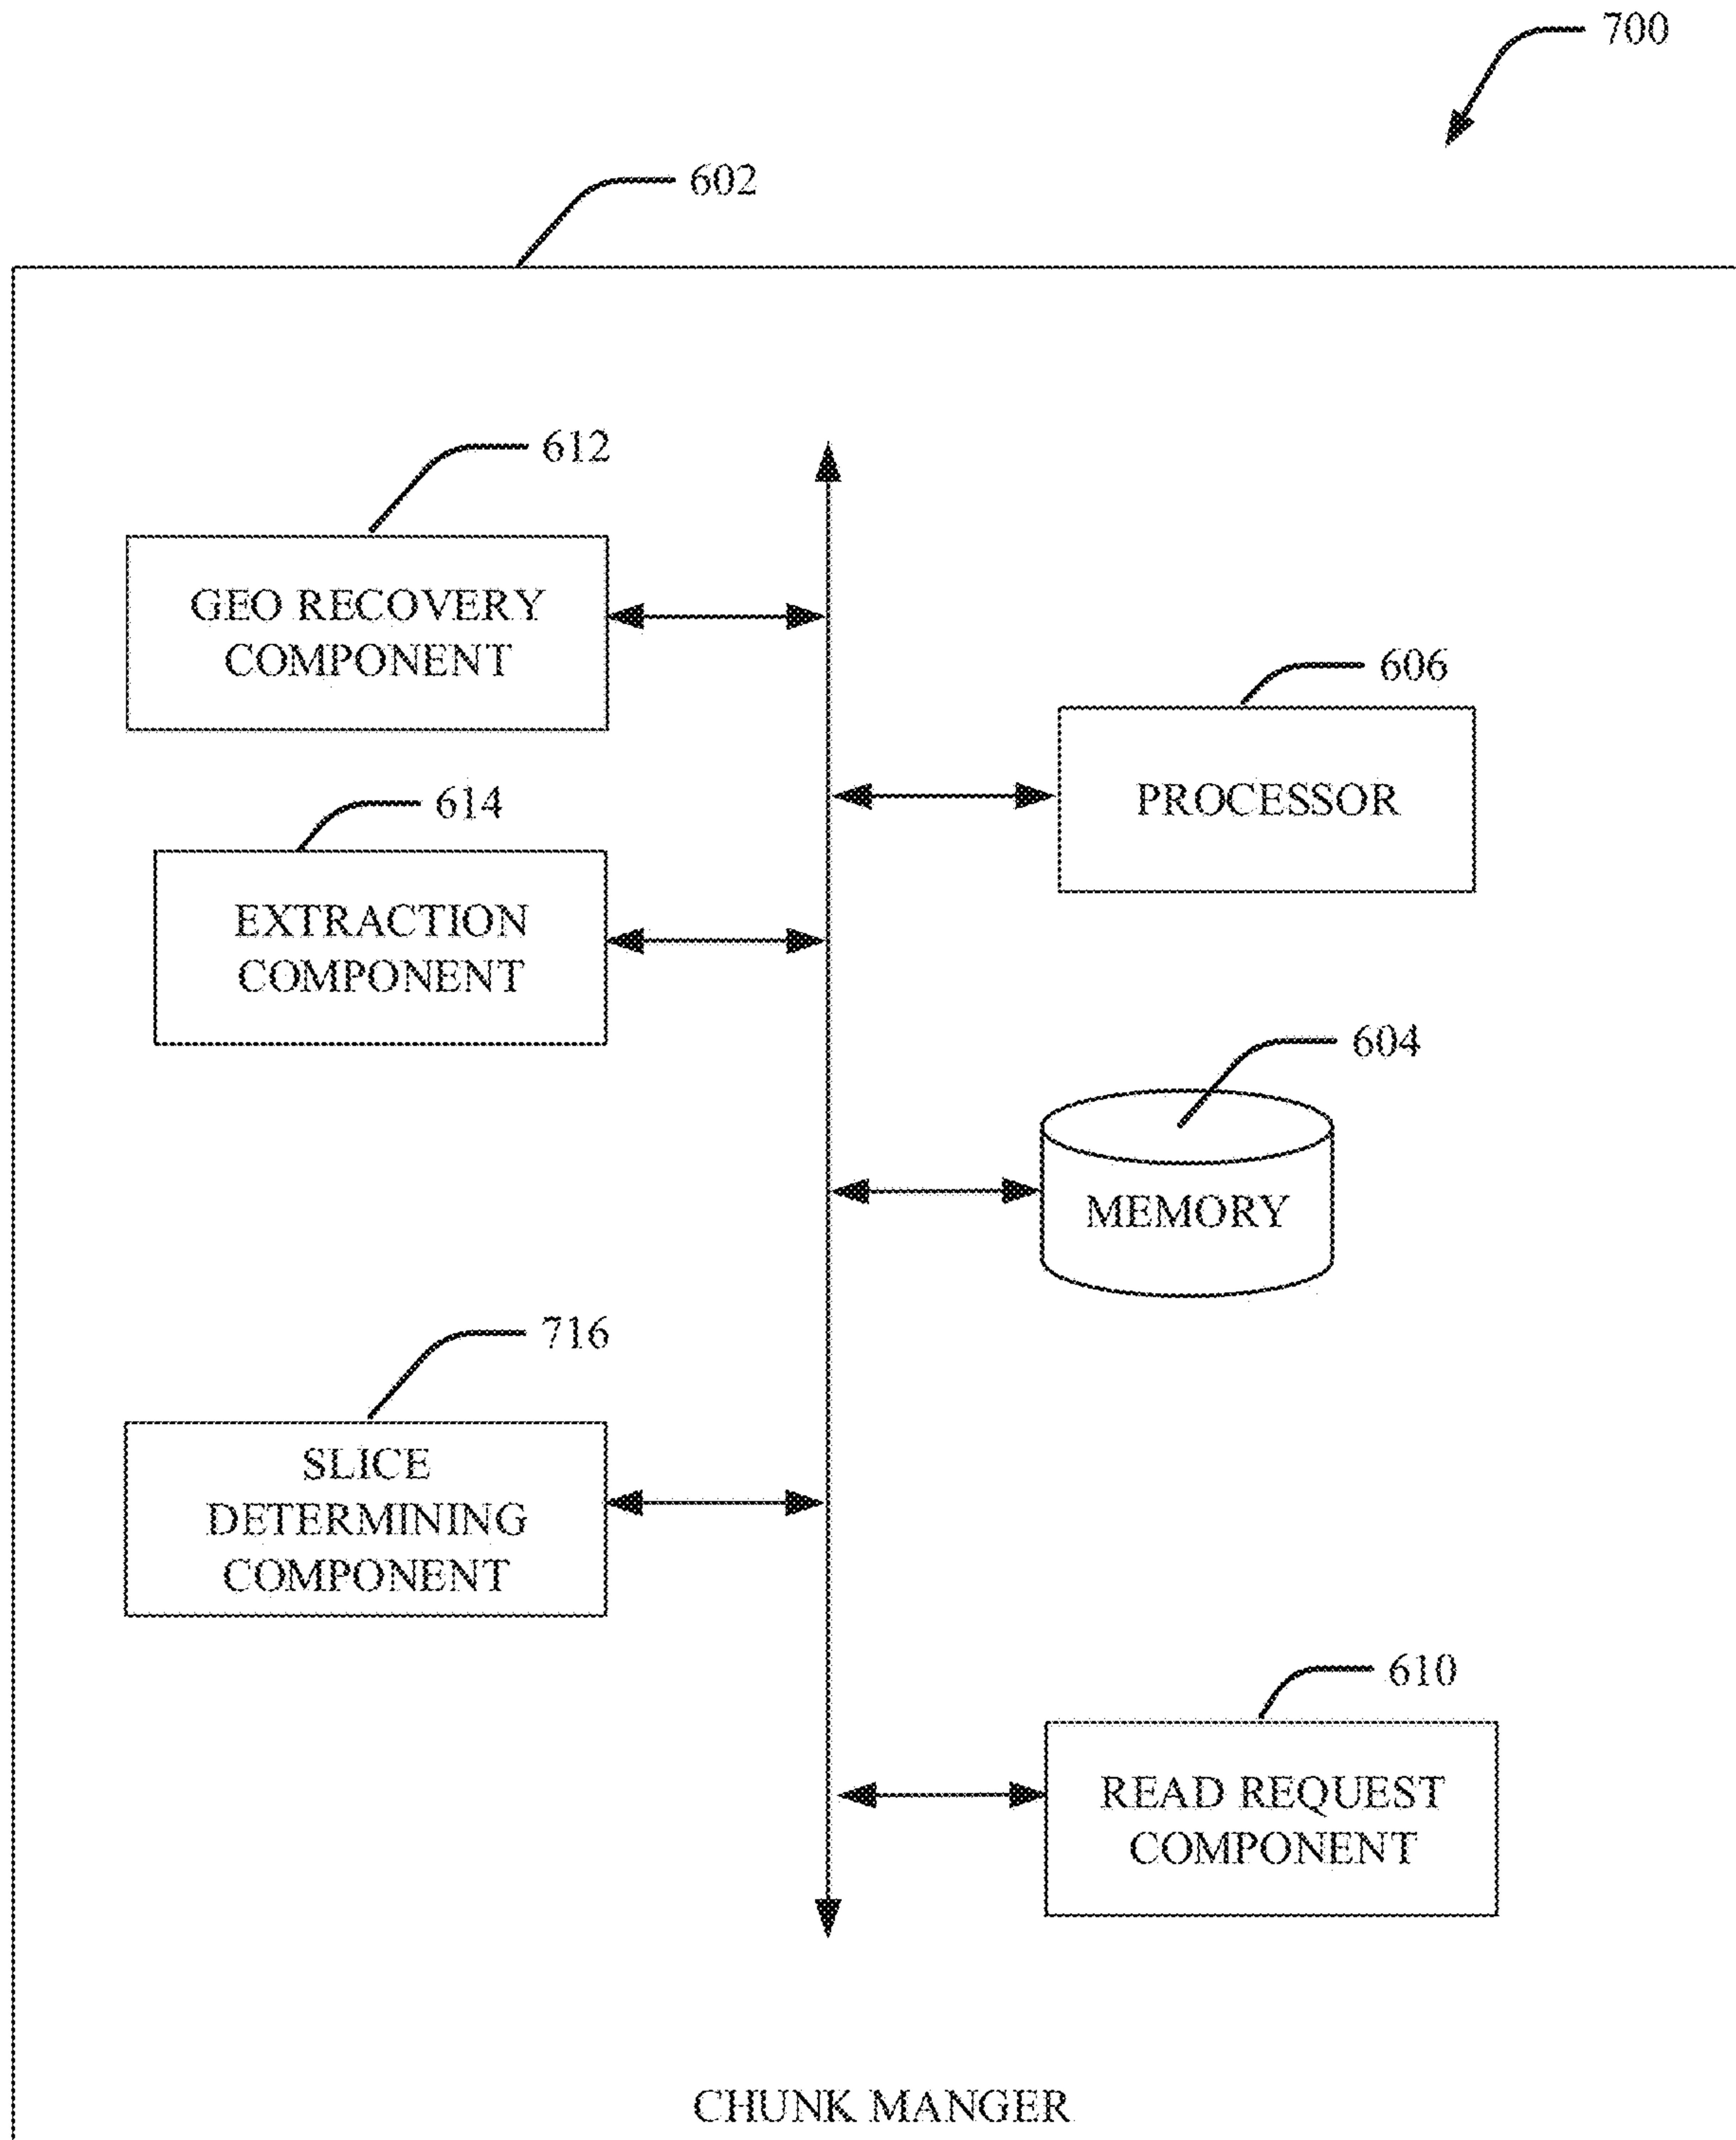 700
602
612
GEO RECOVERY
COMPONENT
606
PROCESSOR
614
EXTRACTION
COMPONENT
604
MEMORY
716
SLICE
DETERMINING
COMPONENT
610
READ REQUEST
COMPONENT
CHUNK MANGER